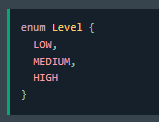 enum Level {
  LOW,
  MEDIUM,
  HIGH
}